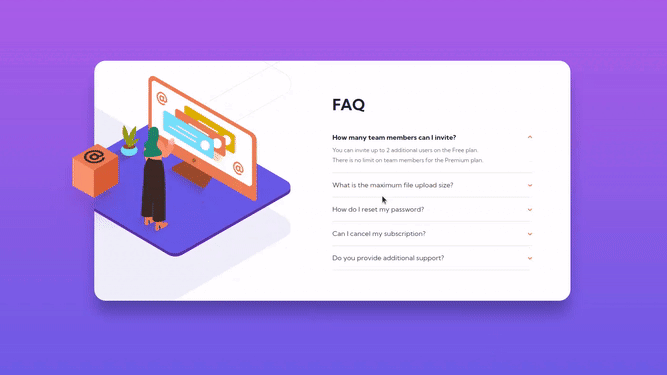 FAQ
How many team members can I invite?
You can invite up to 2 additional users on the Free plan.
There is no limit on team members for the Premium plan.
What is the maximum file upload size?
How do I reset my password?
Can I cancel my subscription?
Do you provide additional support?